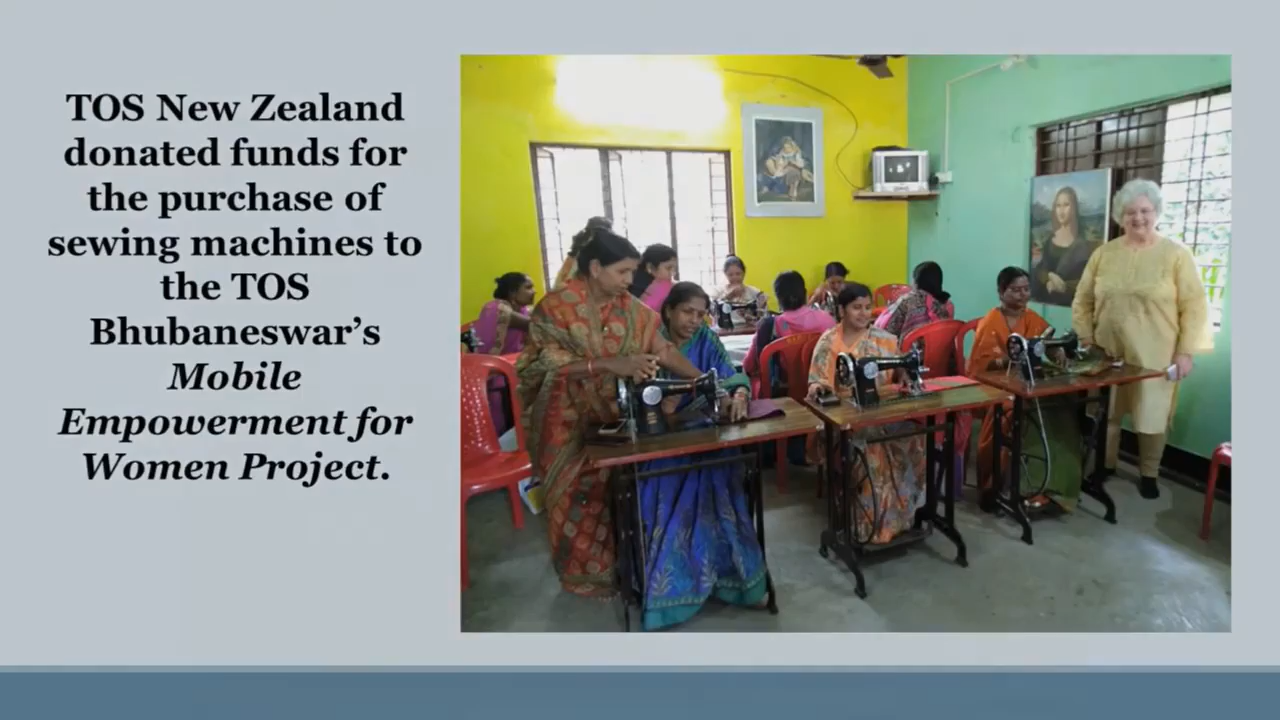 TOS New Zealand
donated funds for
the purchase of
sewing machines to
the TOS
Bhubaneswar’s
Mobile
Empowerment for
Women Project.